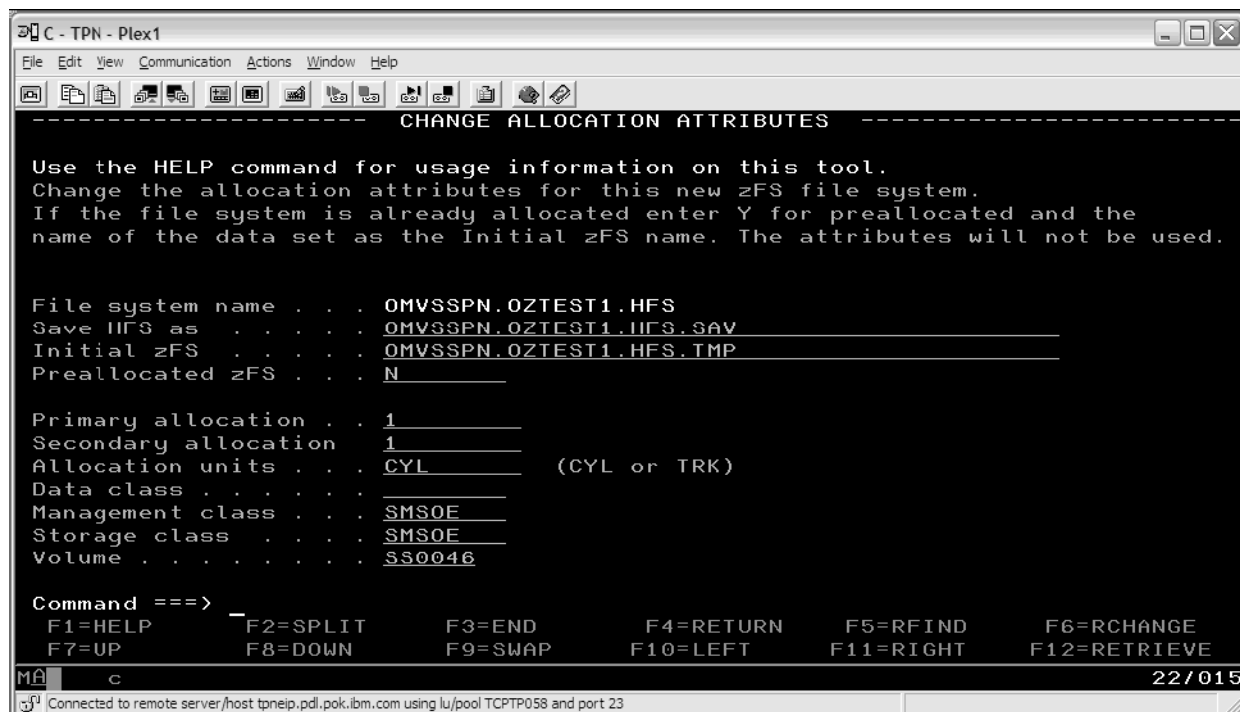 C - TPN - Plex1
File Edit View Communication Actions Window Help
---------------------- CHANGE ALLOCATION ATTRIBUTES -------------------------
Use the HELP command for usage information on this tool.
Change the allocation attributes for this new zFS file system.
If the file system is already allocated enter Y for preallocated and the
name of the data set as the Initial zFS name. The attributes will not be used.
File system name . . . OMVSSPN.OZTEST1.HFS
Save HFS as . . . . . OMVSSPN.OZTEST1.HFS.SAV
Initial zFS . . . . . OMVSSPN.OZTEST1.HFS.TMP
Preallocated zFS . . . N
Primary allocation . . 1
Secondary allocation 1
Allocation units . . . CYL (CYL or TRK)
Data class . . . . . .
Management class . . . SMSOE
Storage class . . . . SMSOE
Volume . . . . . . . . SS0046
Command ===> _
F1=HELP F2=SPLIT F3=END F4=RETURN F5=RFIND F6=RCHANGE
F7=UP F8=DOWN F9=SWAP F10=LEFT F11=RIGHT F12=RETRIEVE
MA c 22/015
Connected to remote server/host tpneip.pdl.pok.ibm.com using lu/pool TCPTP058 and port 23